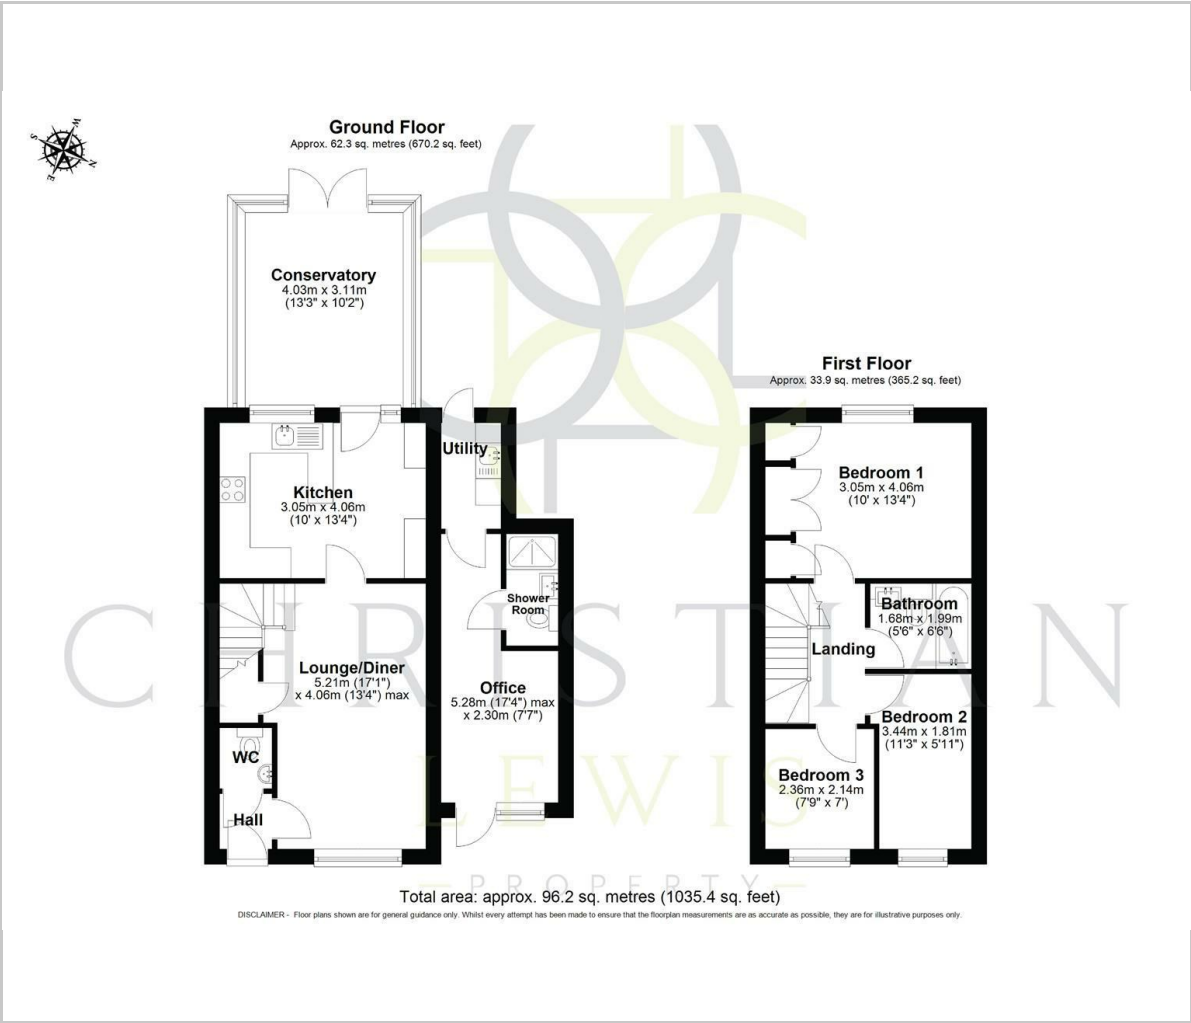 Ground Floor
Approx. 62.3 sq. metres (670.2 sq. feet)
W
S
N
E
Conservatory
4.03m x 3.11m
(13'3" x 10'2")
First Floor
Approx. 33.9 sq. metres (365.2 sq. feet)
Utility
Kitchen
3.05m x 4.06m
(10' x 13'4")
Bedroom 1
3.05m x 4.06m
(10' x 13'4")
Shower
Room
Bathroom
1.68m x 1.99m
(5'6" x 6'6")
CHRISTIAN
Landing
Lounge/Diner
5.21m (17'1")
x 4.06m (13'4") max
Office
5.28m (17'4") max
x 2.30m (7'7")
Bedroom 2
3.44m x 1.81m
(11'3" x 5'11")
WC
LEWIS
Bedroom 3
2.36m x 2.14m
(7'9" x 7')
Hall
PROPERTY
Total area: approx. 96.2 sq. metres (1035.4 sq. feet)
DISCLAIMER - Floor plans shown are for general guidance only. Whilst every attempt has been made to ensure that the floorplan measurements are as accurate as possible, they are for illustrative purposes only.